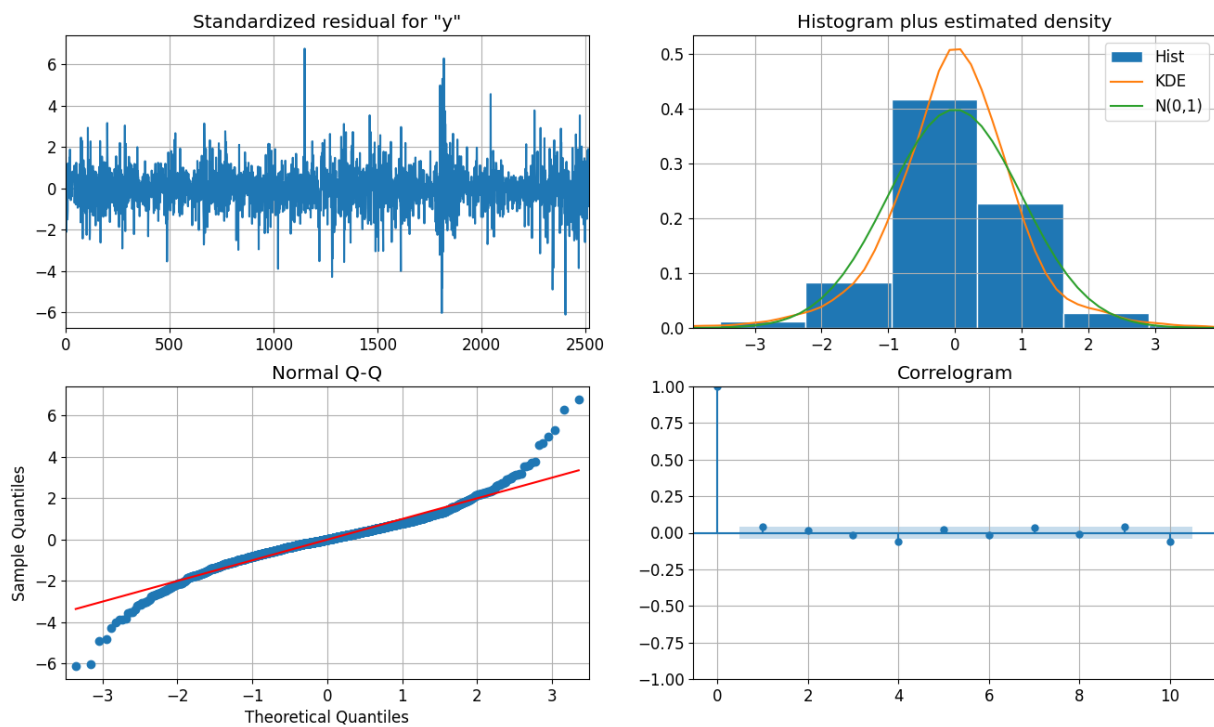 Standardized residual for "y"
6
4
2
0
−2
−4
−6
0 500 1000 1500 2000 2500
Histogram plus estimated density
Hist
KDE
N(0,1)
0.5
0.4
0.3
0.2
0.1
0.0
−3 −2 −1 0 1 2 3
Normal Q-Q
Sample Quantiles
6
4
2
0
−2
−4
−6
−3 −2 −1 0 1 2 3
Theoretical Quantiles
Correlogram
1.00
0.75
0.50
0.25
0.00
−0.25
−0.50
−0.75
−1.00
0 2 4 6 8 10